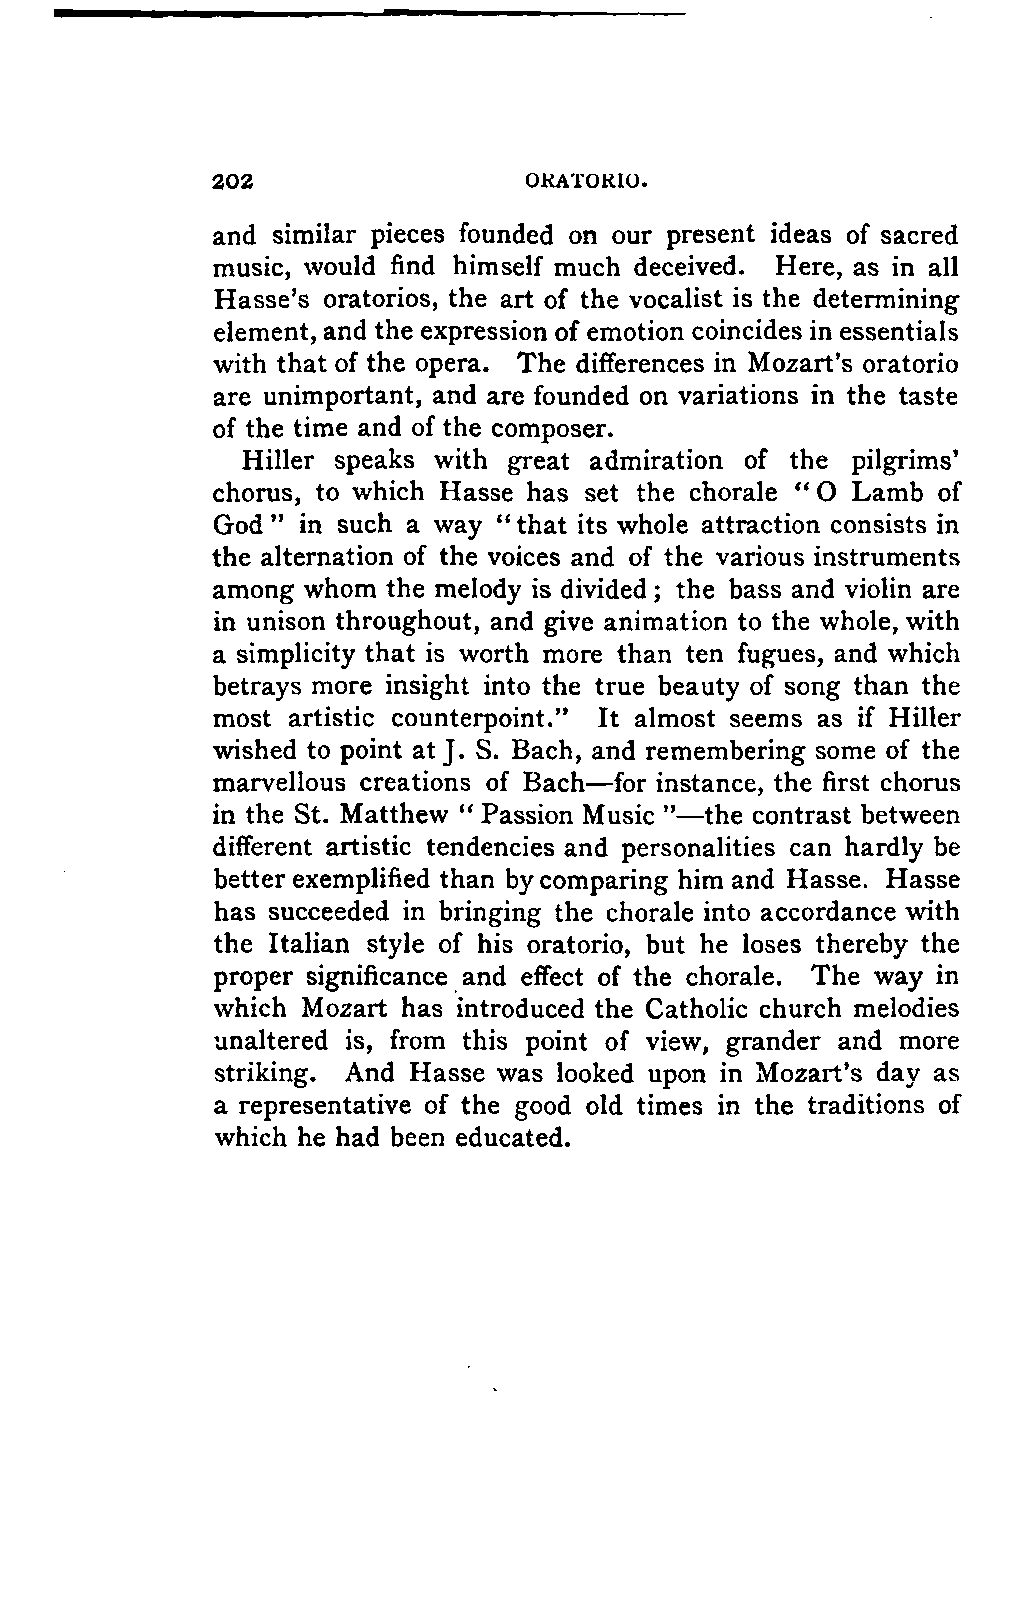 202 ORATORIO.
and similar pieces founded on our present ideas of sacred
music, would find himself much deceived. Here, as in all
Hasse's oratorios, the art of the vocalist is the determining
element, and the expression of emotion coincides in essentials
with that of the opera. The differences in Mozart's oratorio
are unimportant, and are founded on variations in the taste
of the time and of the composer.
Hiller speaks with great admiration of the pilgrims'
chorus, to which Hasse has set the chorale “ O Lamb of
God ” in such a way “ that its whole attraction consists in
the alternation of the voices and of the various instruments
among whom the melody is divided ; the bass and violin are
in unison throughout, and give animation to the whole, with
a simplicity that is worth more than ten fugues, and which
betrays more insight into the true beauty of song than the
most artistic counterpoint.” It almost seems as if Hiller
wished to point at J. S. Bach, and remembering some of the
marvellous creations of Bach—for instance, the first chorus
in the St. Matthew “ Passion Music ”—the contrast between
different artistic tendencies and personalities can hardly be
better exemplified than by comparing him and Hasse. Hasse
has succeeded in bringing the chorale into accordance with
the Italian style of his oratorio, but he loses thereby the
proper significance and effect of the chorale. The way in
which Mozart has introduced the Catholic church melodies
unaltered is, from this point of view, grander and more
striking. And Hasse was looked upon in Mozart's day as
a representative of the good old times in the traditions of
which he had been educated.